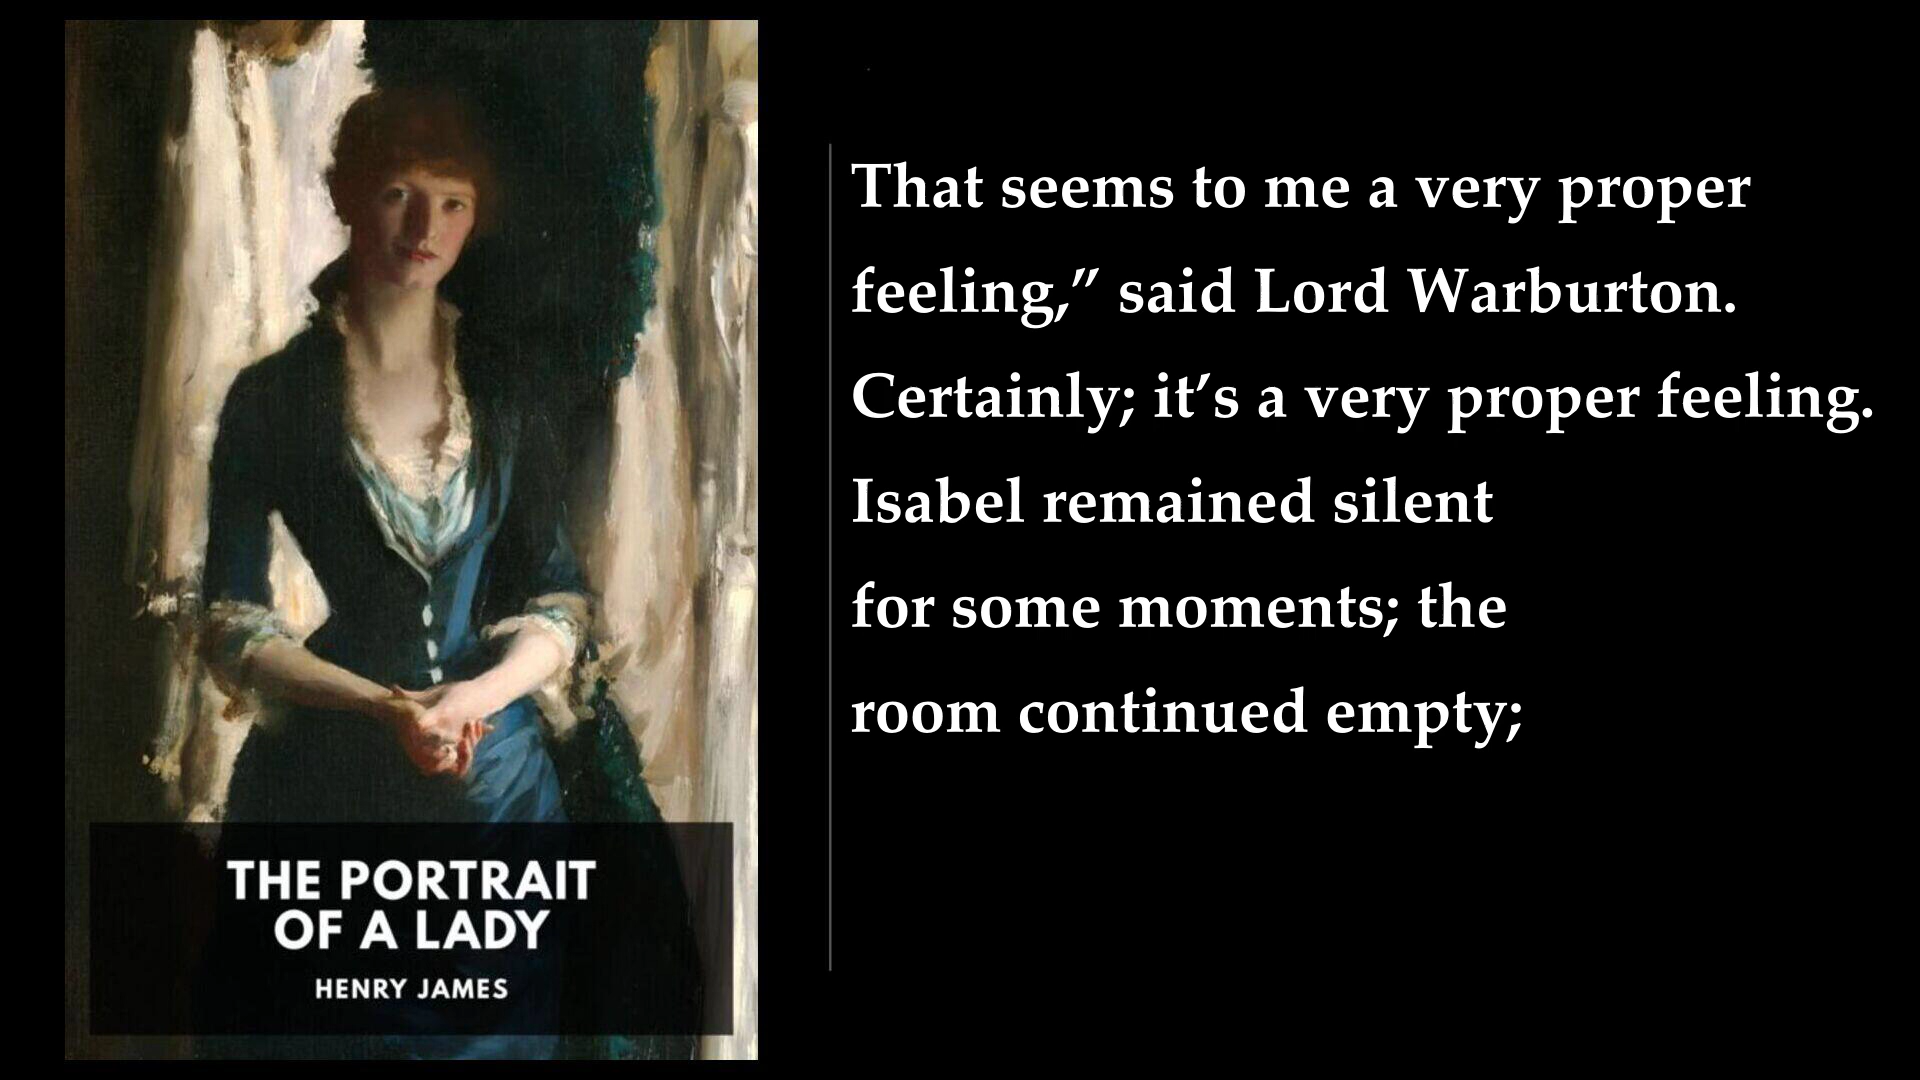 THE PORTRAIT
OF A LADY
HENRY JAMES
That seems to me a very proper
feeling,” said Lord Warburton.
Certainly; it’s a very proper feeling.
Isabel remained silent
for some moments; the
room continued empty;